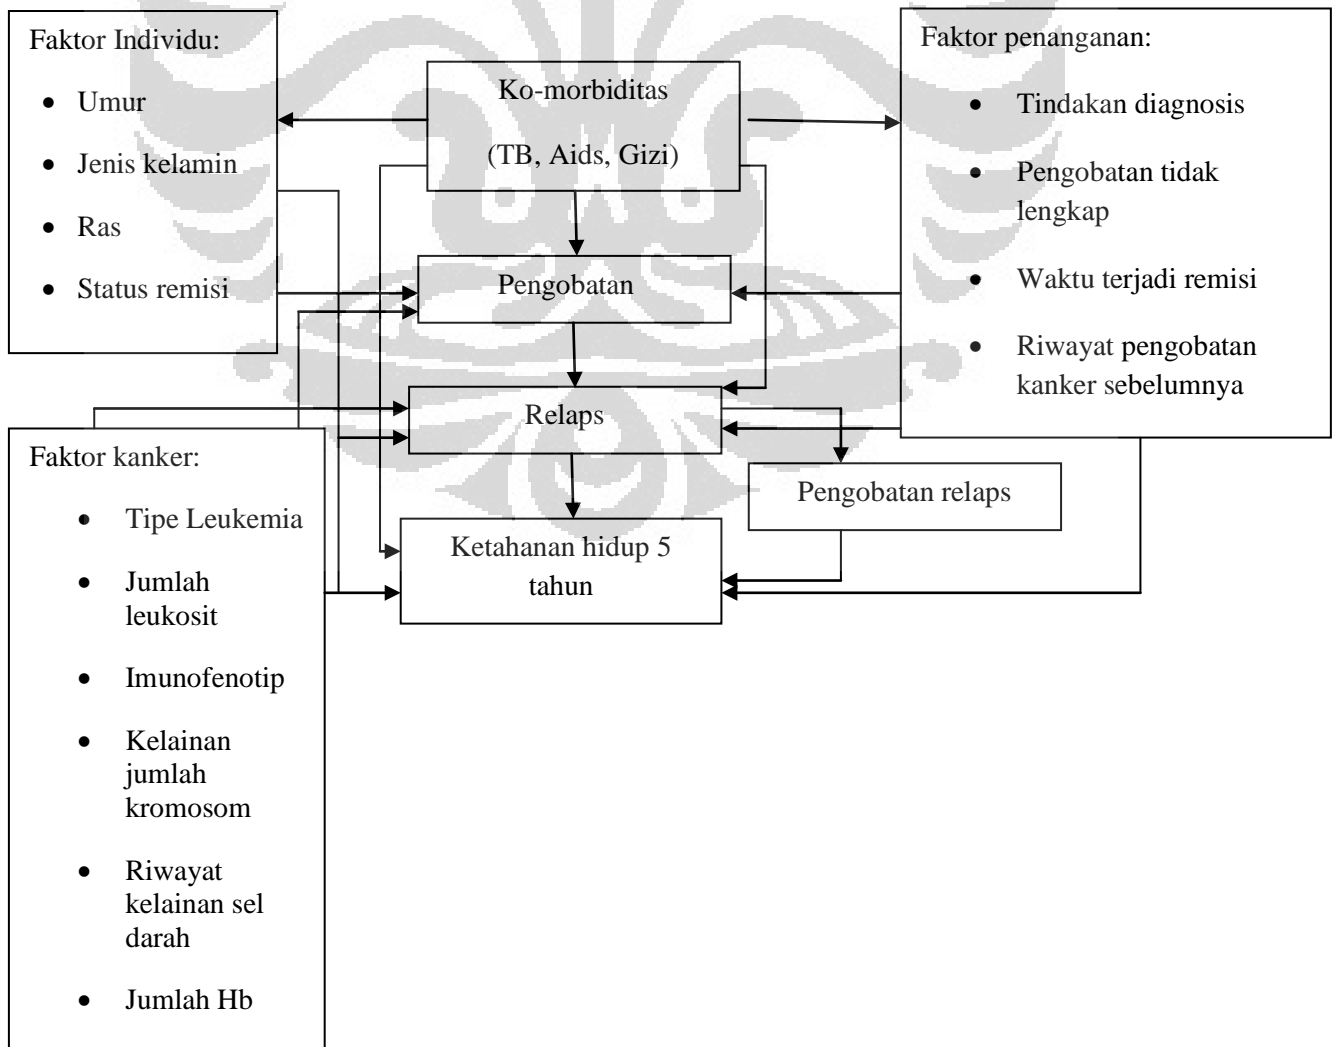 Faktor Individu:
• Umur
• Jenis kelamin
• Ras
• Status remisi
Ko-morbiditas
(TB, Aids, Gizi)
Faktor penanganan:
• Tindakan diagnosis
• Pengobatan tidak
lengkap
• Waktu terjadi remisi
• Riwayat pengobatan
kanker sebelumnya
Pengobatan
Relaps
Pengobatan relaps
Ketahanan hidup 5
tahun
Faktor kanker:
• Tipe Leukemia
• Jumlah
leukosit
• Imunofenotip
• Kelainan
jumlah
kromosom
• Riwayat
kelainan sel
darah
• Jumlah Hb